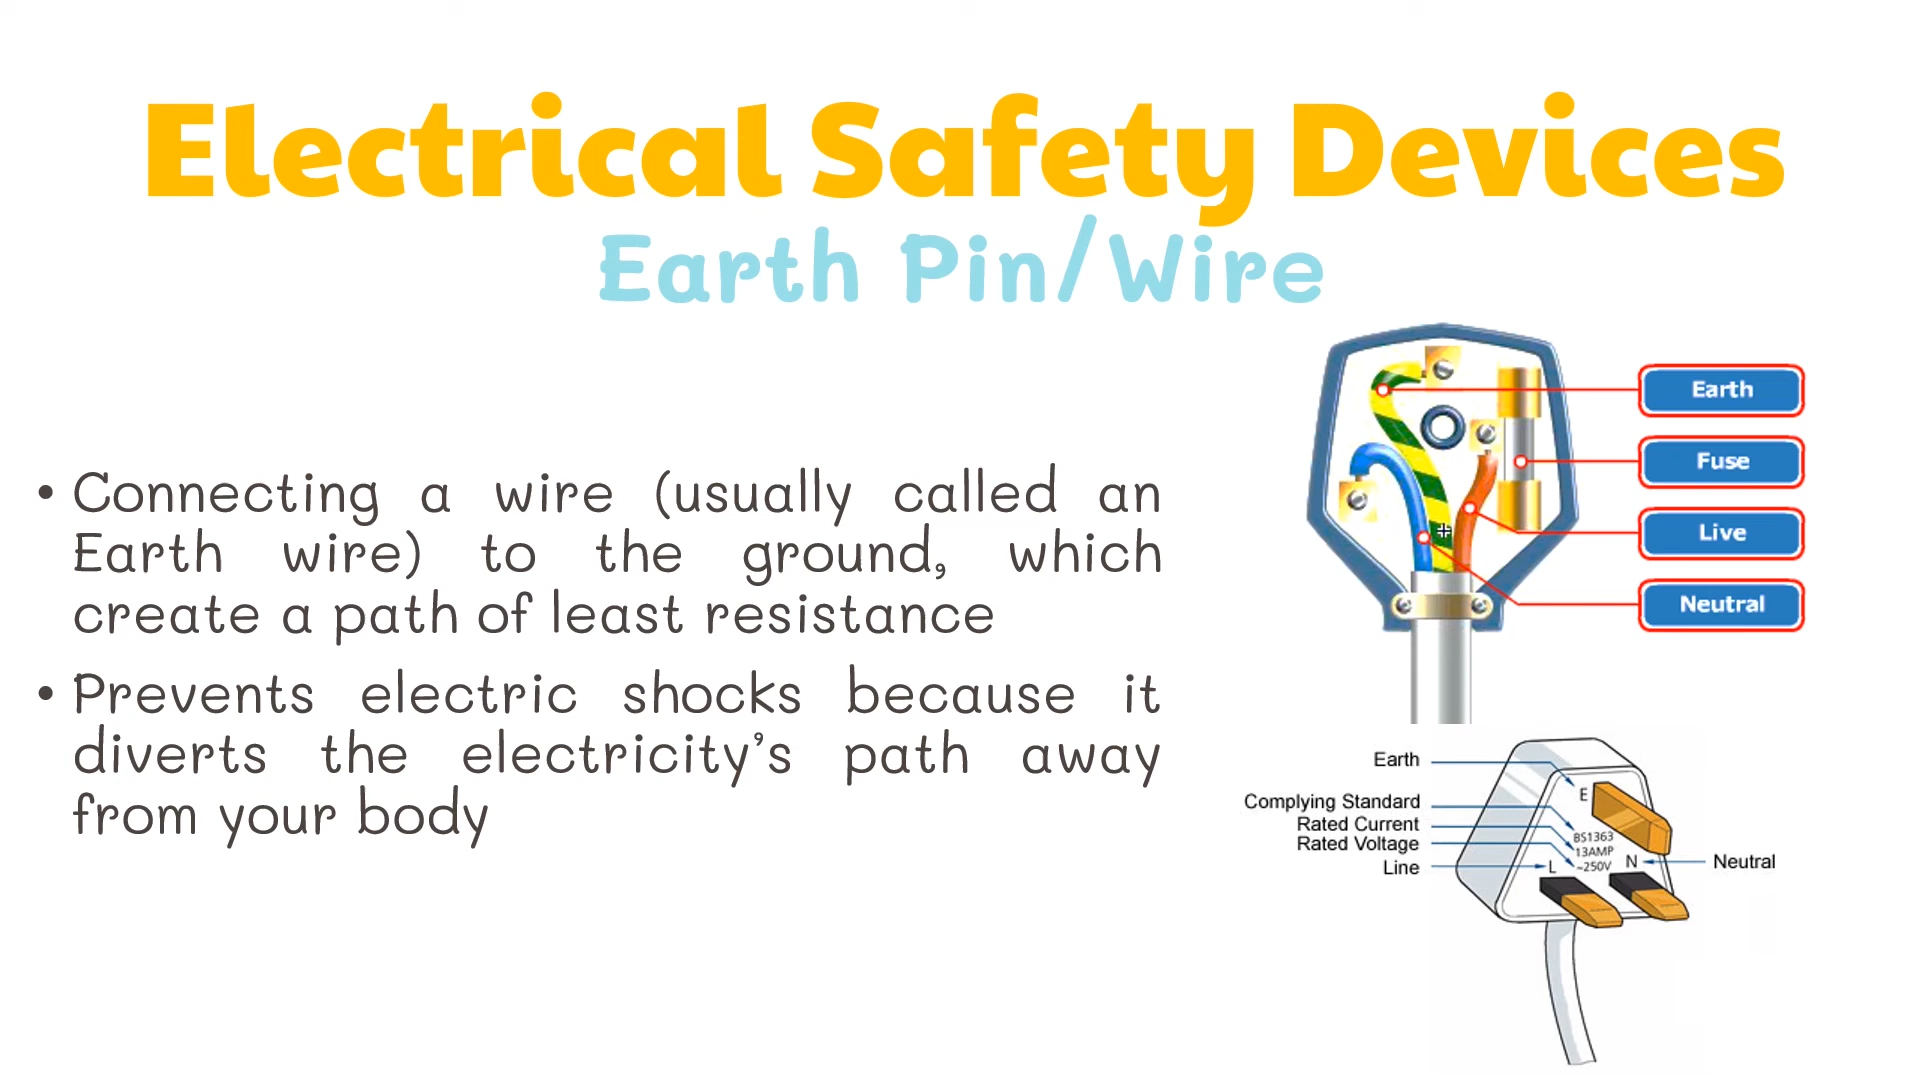 Electrical Safety Devices
Earth Pin/Wire
• Connecting a wire (usually called an
Earth wire) to the ground, which
create a path of least resistance
• Prevents electric shocks because it
diverts the electricity's path away
from your body
Earth
Fuse
Live
Neutral
Earth
Complying Standard
Rated Current
Rated Voltage
Line
E
BS1363
13AMP
~250V
L
N
Neutral